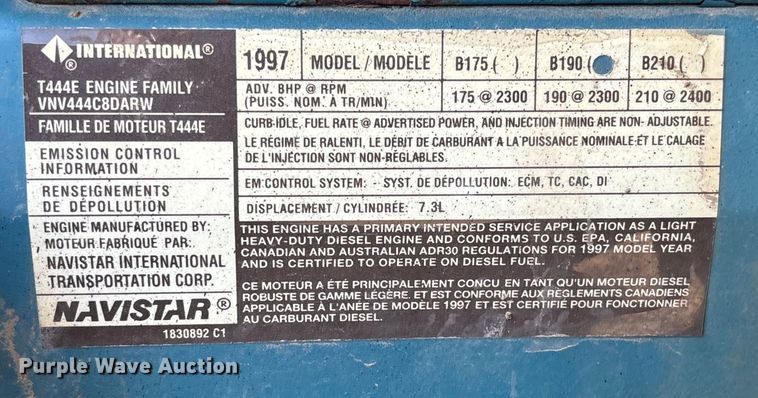 INTERNATIONAL®
®
T444E ENGINE FAMILY
VNV444C8DARW
FAMILLE DE MOTEUR T444E
EMISSION CONTROL
INFORMATION
RENSEIGNEMENTS
DE DÉPOLLUTION
ENGINE MANUFACTURED BY:
MOTEUR FABRIQUÉ PAR:
NAVISTAR INTERNATIONAL
TRANSPORTATION CORP.
NAVISTAR®
1830892 C1
1997 MODEL / MODÈLE B175 ( ) B190 ( ) B210 ( )
ADV. BHP @ RPM
(PUISS. NOM. À TR/MIN) 175 @ 2300 190 @ 2300 210 @ 2400
CURB-IDLE, FUEL RATE @ ADVERTISED POWER, AND INJECTION TIMING ARE NON- ADJUSTABLE.
LE RÉGIME DE RALENTI, LE DÉBIT DE CARBURANT A LA PUISSANCE NOMINALE ET LE CALAGE
DE L'INJECTION SONT NON-RÉGLABLES.
EM CONTROL SYSTEM: - SYST. DE DÉPOLLUTION: ECM, TC, CAC, DI
DISPLACEMENT / CYLINDRÉE: 7.3L
THIS ENGINE HAS A PRIMARY INTENDED SERVICE APPLICATION AS A LIGHT
HEAVY-DUTY DIESEL ENGINE AND CONFORMS TO U.S. EPA, CALIFORNIA,
CANADIAN AND AUSTRALIAN ADR30 REGULATIONS FOR 1997 MODEL YEAR
AND IS CERTIFIED TO OPERATE ON DIESEL FUEL.
CE MOTEUR A ÉTÉ PRINCIPALEMENT CONCU EN TANT QU'UN MOTEUR DIESEL
ROBUSTE DE GAMME LÉGÈRE. ET EST CONFORME AUX RÈGLEMENTS CANADIENS
APPLICABLE À L'ANÉE DE MODÈLE 1997 ET EST CERTIFIÉ POUR FONCTIONNER
AU CARBURANT DIESEL.
Purple Wave Auction